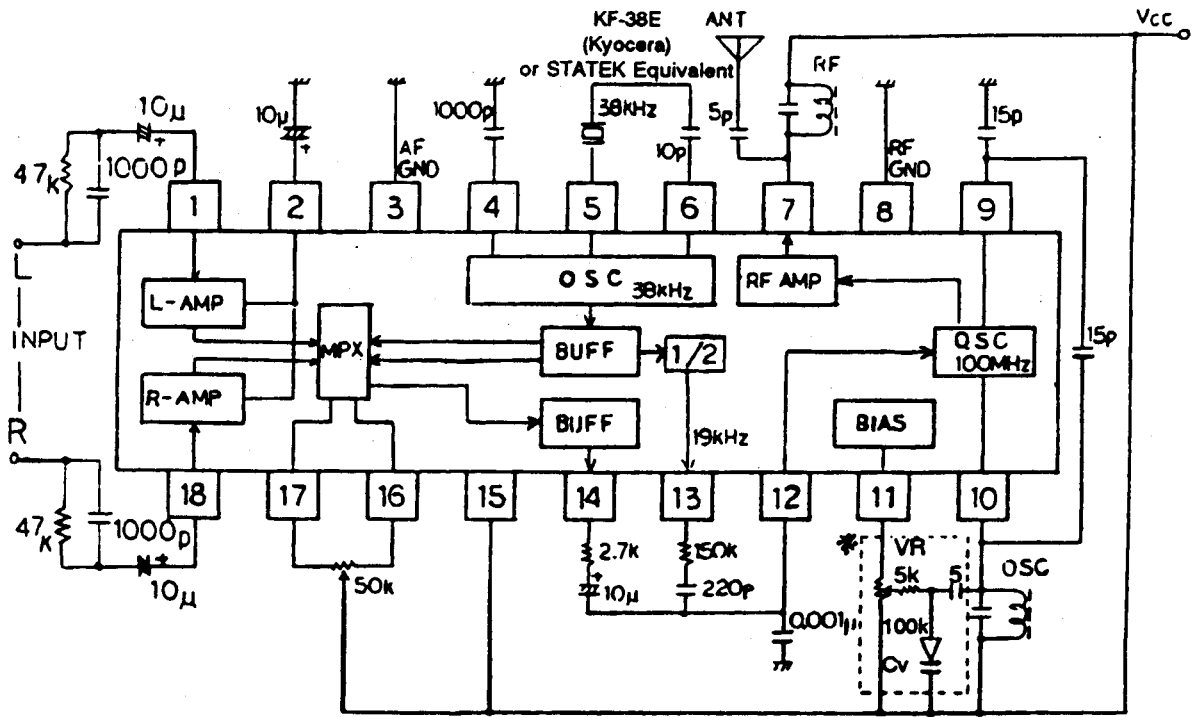 KF-38E
(Kyocera)
or STATEK Equivalent
ANT
Vcc
RF
10μ
1000p
47k
10μ
AF
GND
1000p
38kHz
10p
5p
RF
GND
15p
1
2
3
4
5
6
7
8
9
L
INPUT
R
L-AMP
R-AMP
MPX
OSC
38kHz
BUFF
1/2
BUFF
19kHz
RF AMP
OSC
100MHz
BIAS
15p
18
17
16
15
14
13
12
11
10
47k
1000p
10μ
50k
2.7k
10μ
150k
220p
0.001μ
*
VR
5k
5
100k
Cv
OSC